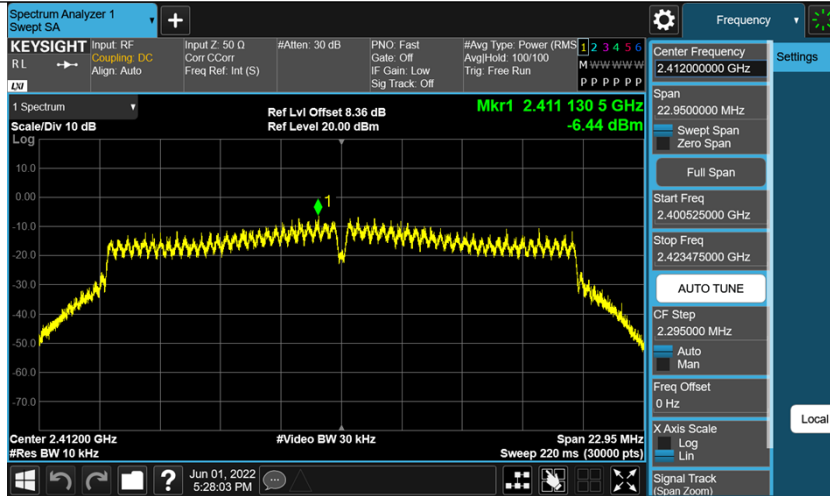 Spectrum Analyzer 1
Swept SA
Frequency
KEYSIGHT
R L
LXI
Input: RF
Coupling: DC
Align: Auto
Input Z: 50 Ω
Corr CCorr
Freq Ref: Int (S)
#Atten: 30 dB
PNO: Fast
Gate: Off
IF Gain: Low
Sig Track: Off
#Avg Type: Power (RMS
Avg|Hold: 100/100
Trig: Free Run
1 2 3 4 5 6
M W W W W W
P P P P P P
1 Spectrum
Scale/Div 10 dB
Log
Ref Lvl Offset 8.36 dB
Ref Level 20.00 dBm
Mkr1 2.411 130 5 GHz
-6.44 dBm
1
10.0
0.00
-10.0
-20.0
-30.0
-40.0
-50.0
-60.0
-70.0
Center 2.41200 GHz
#Res BW 10 kHz
#Video BW 30 kHz
Span 22.95 MHz
Sweep 220 ms (30000 pts)
Jun 01, 2022
5:28:03 PM
?
Center Frequency
2.412000000 GHz
Span
22.9500000 MHz
Swept Span
Zero Span
Full Span
Start Freq
2.400525000 GHz
Stop Freq
2.423475000 GHz
AUTO TUNE
CF Step
2.295000 MHz
Auto
Man
Freq Offset
0 Hz
X Axis Scale
Log
Lin
Signal Track
(Span Zoom)
Settings
Local